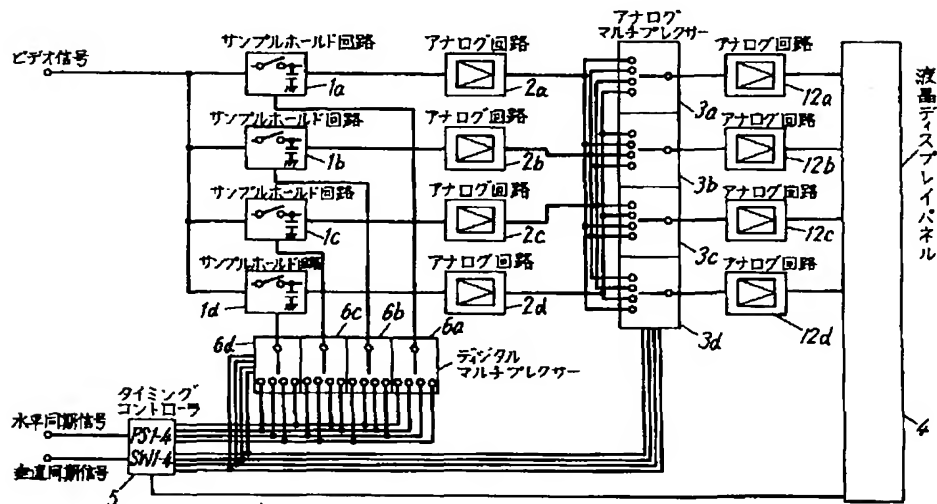 アナログ
マルチプレクサー
サンプルホールド回路
アナログ回路
アナログ回路
ビデオ信号
1a
2a
3a
12a
サンプルホールド回路
アナログ回路
アナログ回路
1b
2b
3b
12b
サンプルホールド回路
アナログ回路
アナログ回路
1c
2c
3c
12c
サンプルホールド回路
アナログ回路
アナログ回路
1d
2d
3d
12d
液晶ディスプレイパネル
4
6d
6c
6b
6a
ディジタル
マルチプレクサー
タイミング
コントローラ
水平同期信号
PS1-4
垂直同期信号
SW1-4
5